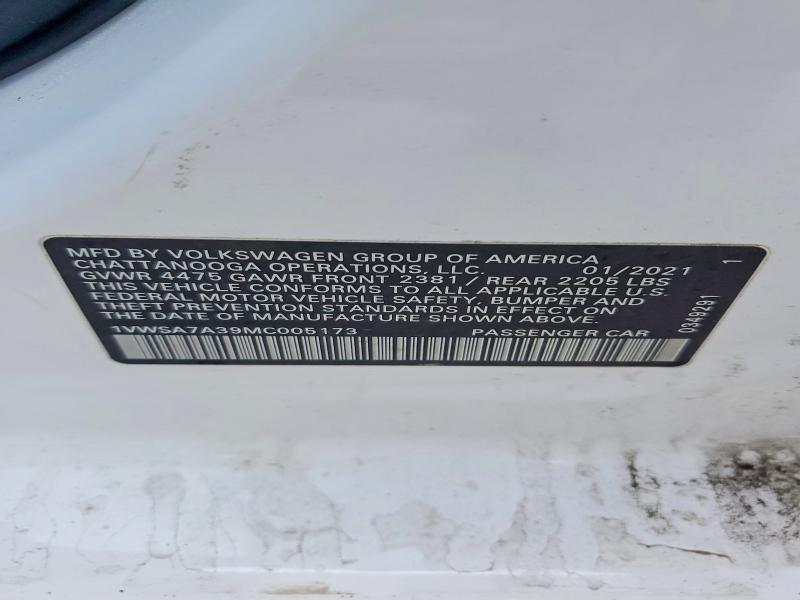 MFD BY VOLKSWAGEN GROUP OF AMERICA
CHATTANOOGA OPERATIONS, LLC. 01/2021
GVWR 4475 GAWR FRONT 2381 / REAR 2205 LBS
THIS VEHICLE CONFORMS TO ALL APPLICABLE U.S.
FEDERAL MOTOR VEHICLE SAFETY, BUMPER AND
THEFT PREVENTION STANDARDS IN EFFECT ON
THE DATE OF MANUFACTURE SHOWN ABOVE.
1VWSA7A39MC005173 PASSENGER CAR
D349291 1